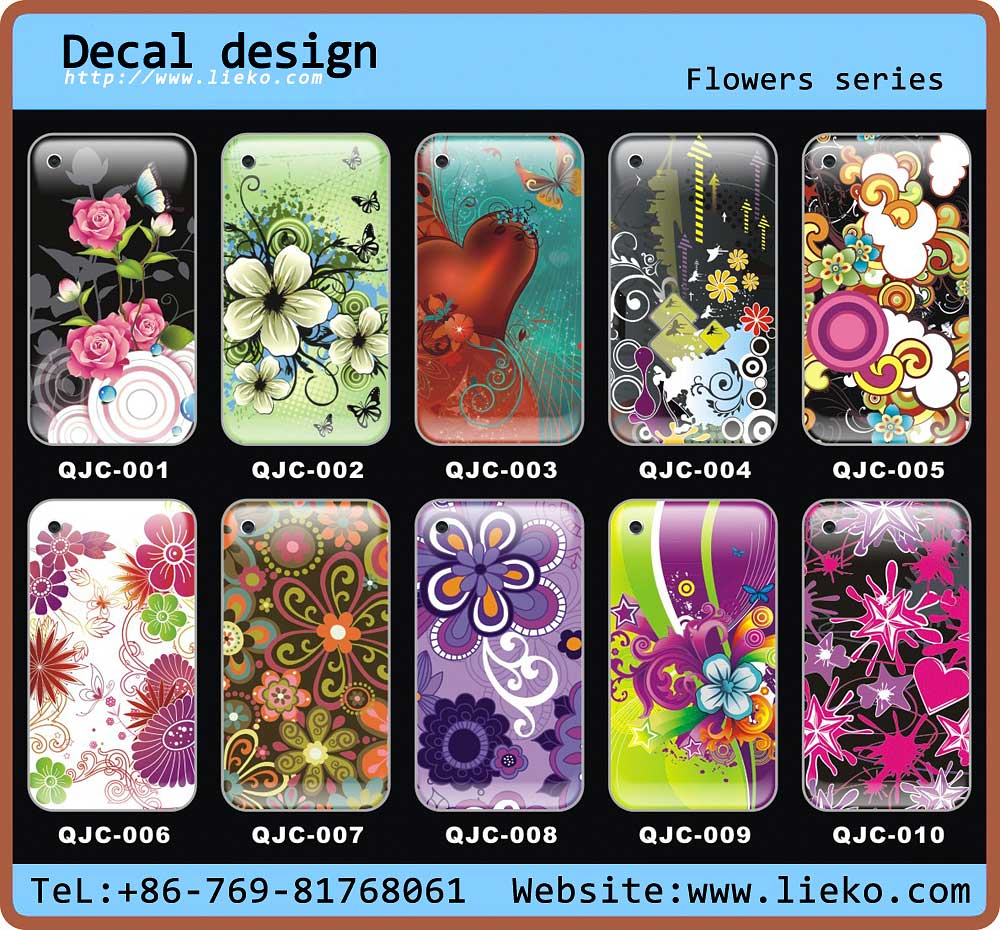 Decal design
http://www.lieko.com
Flowers series
QJC-001 QJC-002 QJC-003 QJC-004 QJC-005
QJC-006 QJC-007 QJC-008 QJC-009 QJC-010
TeL:+86-769-81768061 Website:www.lieko.com